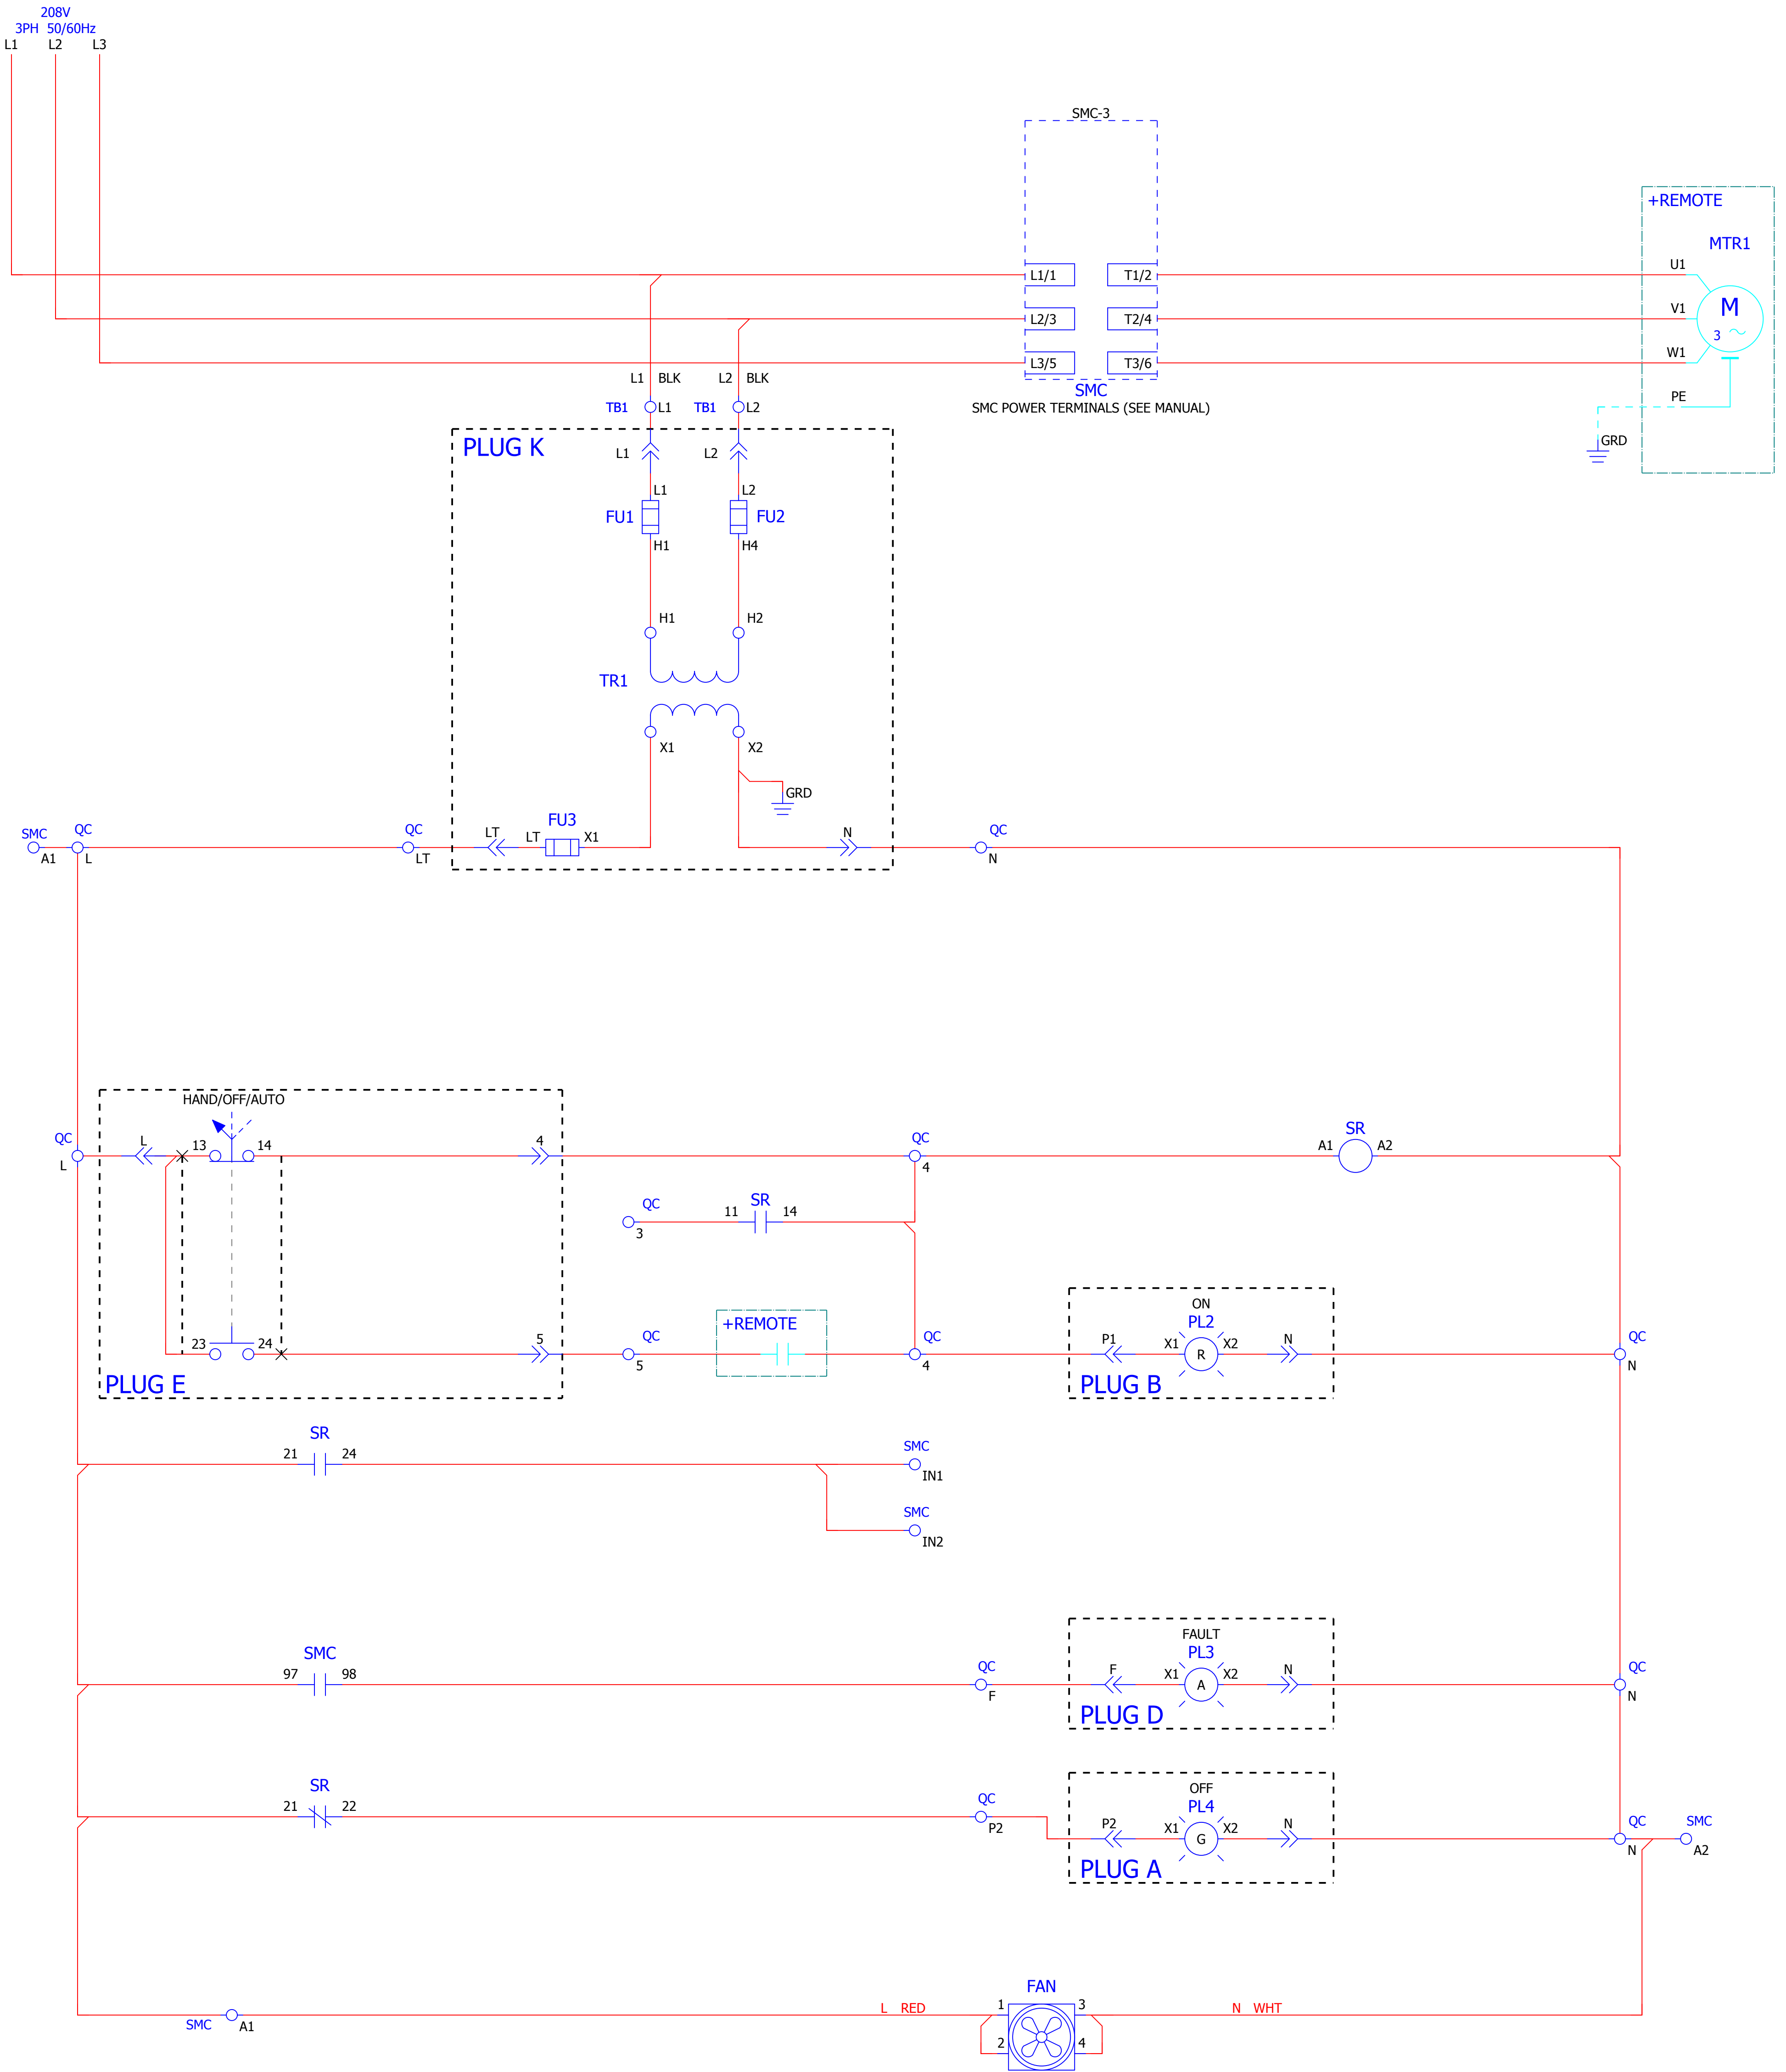 208V
3PH 50/60Hz
L1 L2 L3
SMC-3
+REMOTE
MTR1
U1
L1/1 T1/2
M
V1
3
L2/3 T2/4
W1
L3/5 T3/6
L1 BLK L2 BLK
SMC
PE
TB1 L1 TB1 L2
SMC POWER TERMINALS (SEE MANUAL)
PLUG K
GRD
L1 L2
L1 L2
FU1 FU2
H1 H4
H1 H2
TR1
X1 X2
GRD
FU3
SMC QC QC LT LT X1 N QC
A1 L LT N
HAND/OFF/AUTO
QC L 13 14 4 QC SR
A1 A2
L 4
QC SR
11 14
3
ON
+REMOTE PL2
23 24 5 QC QC P1 X1 X2 N QC
R
5 4 N
PLUG E PLUG B
SR
21 24 SMC
IN1
SMC
IN2
FAULT
SMC PL3
97 98 QC F X1 X2 N QC
A
F N
PLUG D
SR OFF
21 22 QC PL4
P2 P2 X1 X2 N QC SMC
G
N A2
PLUG A
FAN
L RED 1 3 N WHT
SMC A1
2 4